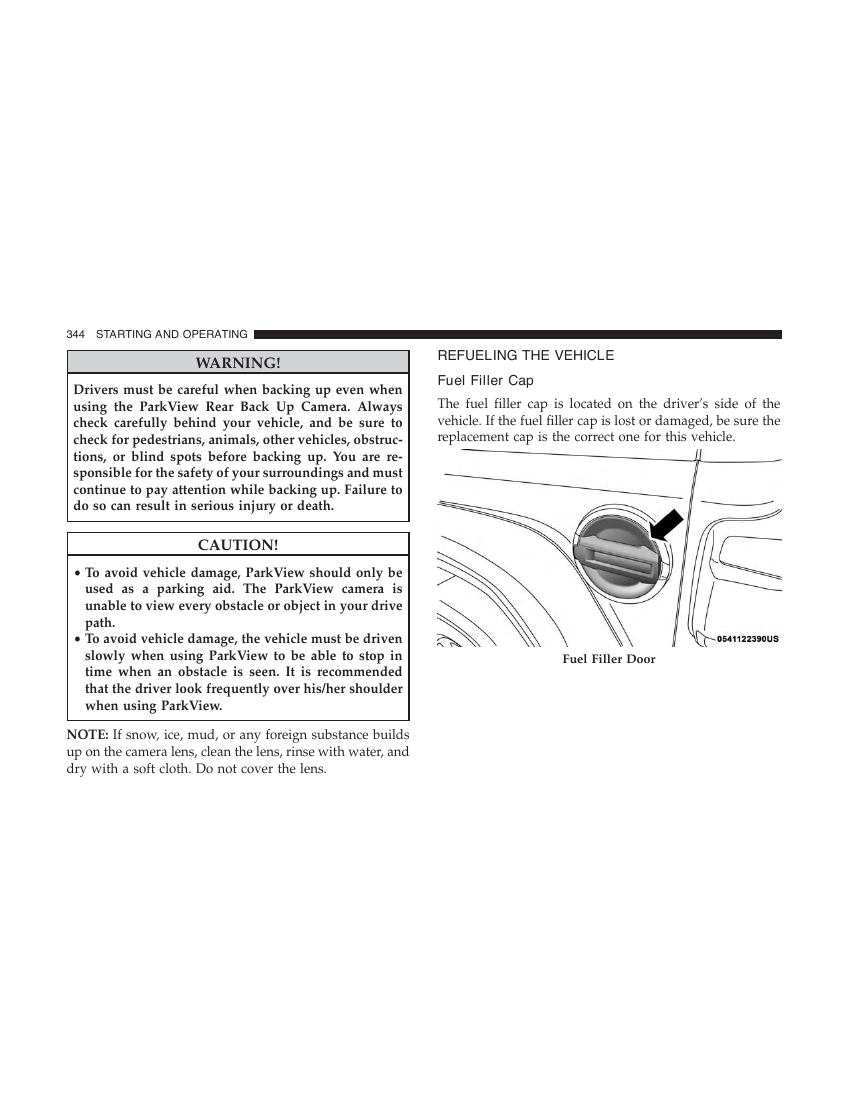 344 STARTING AND OPERATING
WARNING!
Drivers must be careful when backing up even when
using the ParkView Rear Back Up Camera. Always
check carefully behind your vehicle, and be sure to
check for pedestrians, animals, other vehicles, obstruc-
tions, or blind spots before backing up. You are re-
sponsible for the safety of your surroundings and must
continue to pay attention while backing up. Failure to
do so can result in serious injury or death.
CAUTION!
• To avoid vehicle damage, ParkView should only be
used as a parking aid. The ParkView camera is
unable to view every obstacle or object in your drive
path.
• To avoid vehicle damage, the vehicle must be driven
slowly when using ParkView to be able to stop in
time when an obstacle is seen. It is recommended
that the driver look frequently over his/her shoulder
when using ParkView.
NOTE: If snow, ice, mud, or any foreign substance builds
up on the camera lens, clean the lens, rinse with water, and
dry with a soft cloth. Do not cover the lens.
REFUELING THE VEHICLE
Fuel Filler Cap
The fuel filler cap is located on the driver’s side of the
vehicle. If the fuel filler cap is lost or damaged, be sure the
replacement cap is the correct one for this vehicle.
0541122390US
Fuel Filler Door